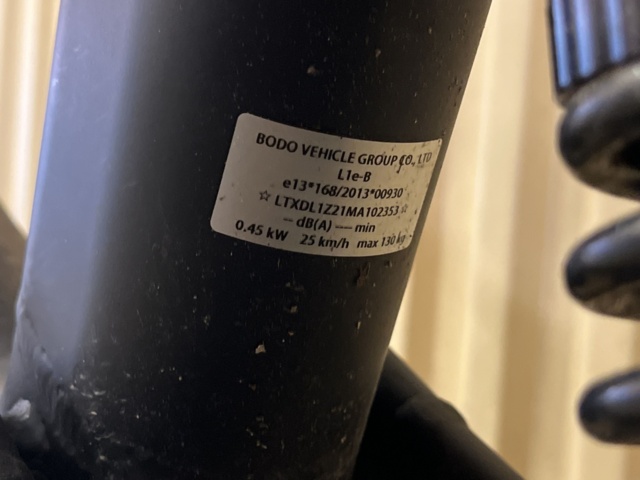 BODO VEHICLE GROUP CO., LTD
L1e-B
e13*168/2013*00930
☆ LTXDL1Z21MA102353 ☆
-- dB(A) ---- min
0.45 kW 25 km/h max 130 kg